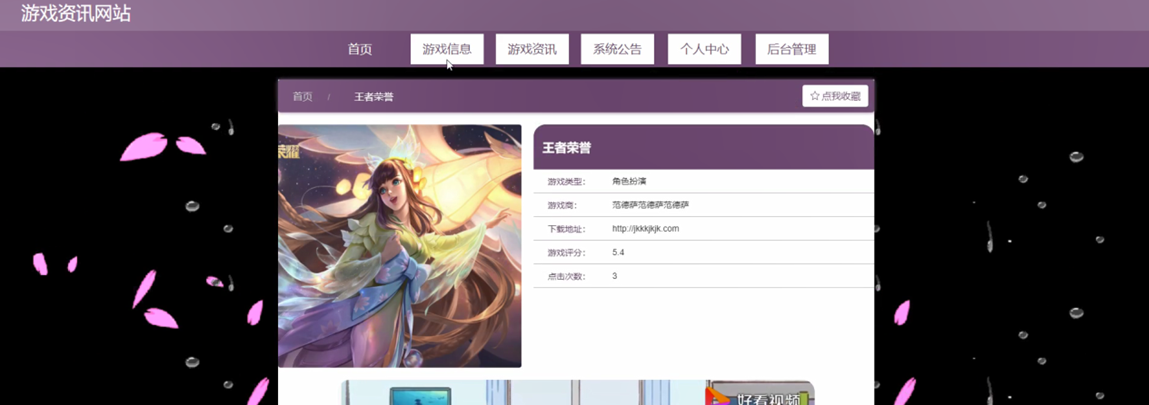 游戏资讯网站
首页 游戏信息 游戏资讯 系统公告 个人中心 后台管理
首页 / 王者荣誉 ☆点我收藏
荣耀
王者荣誉
游戏类型： 角色扮演
游戏商： 范德萨范德萨范德萨
下载地址： http://jkkkjkjk.com
游戏评分： 5.4
点击次数： 3
好看视频